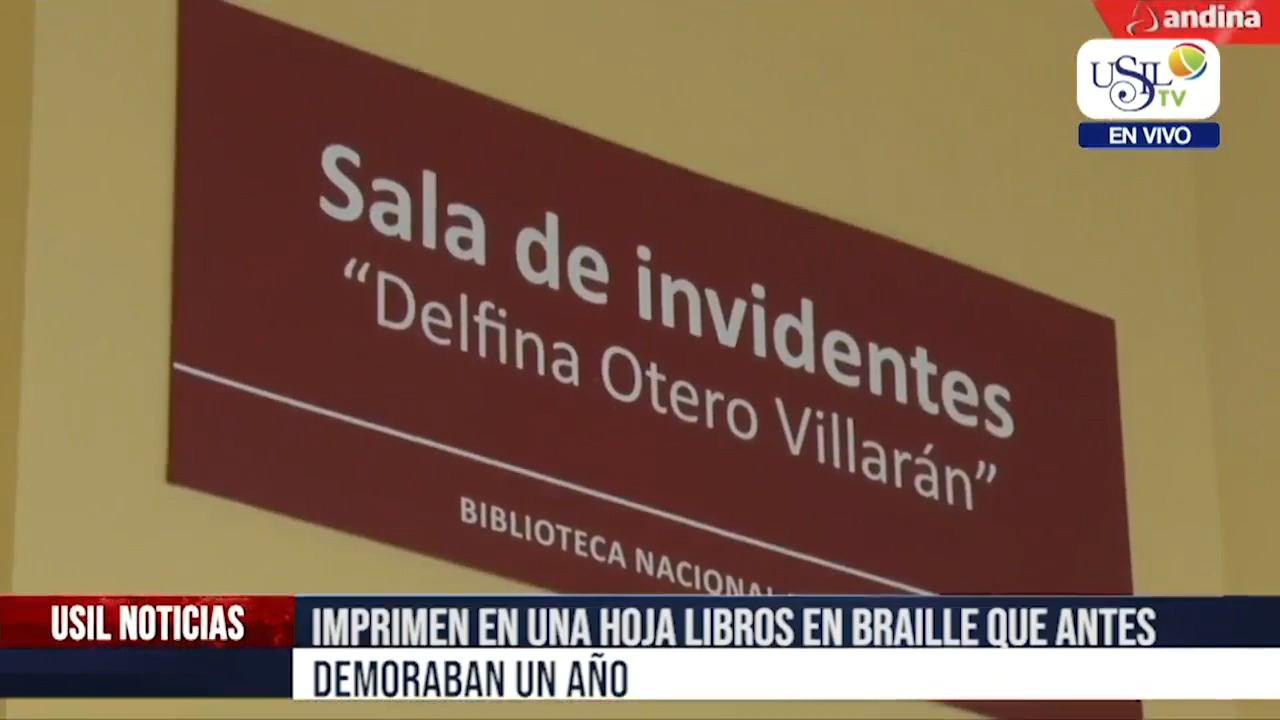 andina
USIL
TV
EN VIVO
Sala de invidentes
“Delfina Otero Villarán”
BIBLIOTECA NACIONAL
USIL NOTICIAS
IMPRIMEN EN UNA HOJA LIBROS EN BRAILLE QUE ANTES
DEMORABAN UN AÑO